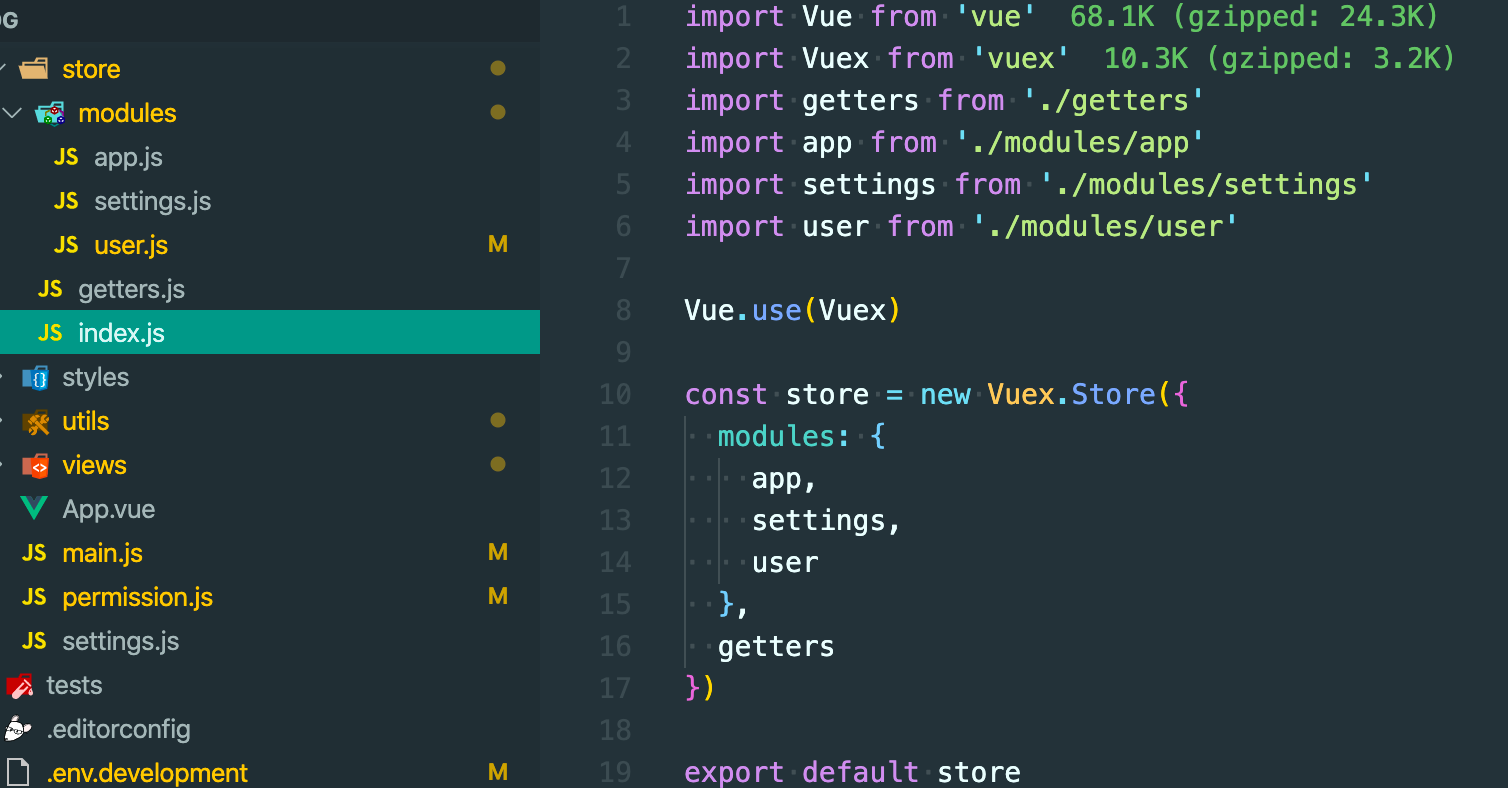 OG
store
modules
JS app.js
JS settings.js
JS user.js M
JS getters.js
JS index.js
styles
utils
views
App.vue
JS main.js M
JS permission.js M
JS settings.js
tests
.editorconfig
.env.development M
1 import Vue from 'vue' 68.1K (gzipped: 24.3K)
2 import Vuex from 'vuex' 10.3K (gzipped: 3.2K)
3 import getters from './getters'
4 import app from './modules/app'
5 import settings from './modules/settings'
6 import user from './modules/user'
7
8 Vue.use(Vuex)
9
10 const store = new Vuex.Store({
11 modules: {
12 app,
13 settings,
14 user
15 },
16 getters
17 })
18
19 export default store